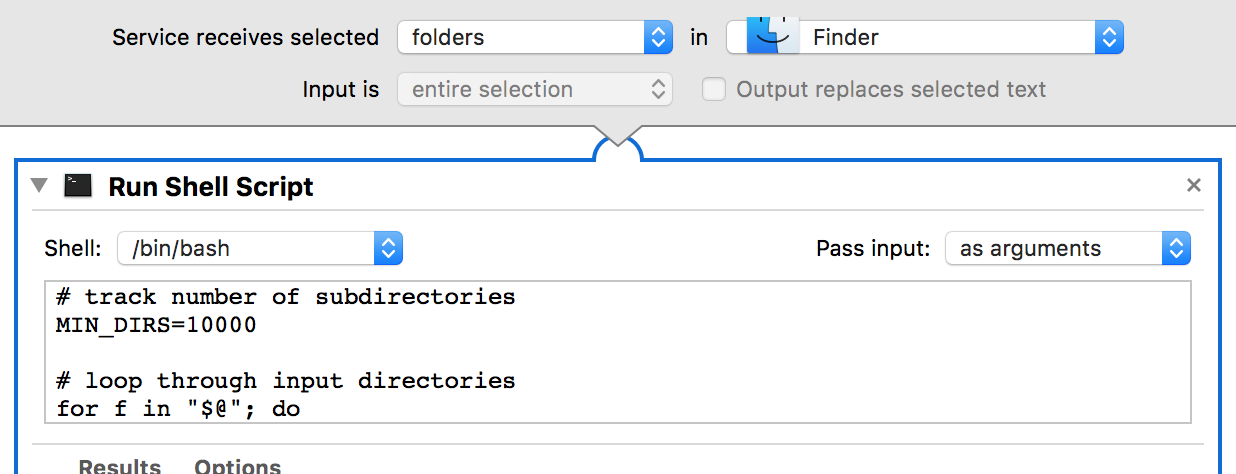 Service receives selected folders in Finder
Input is entire selection Output replaces selected text
Run Shell Script
Shell: /bin/bash Pass input: as arguments
# track number of subdirectories
MIN_DIRS=10000
# loop through input directories
for f in "$@"; do
Results Options